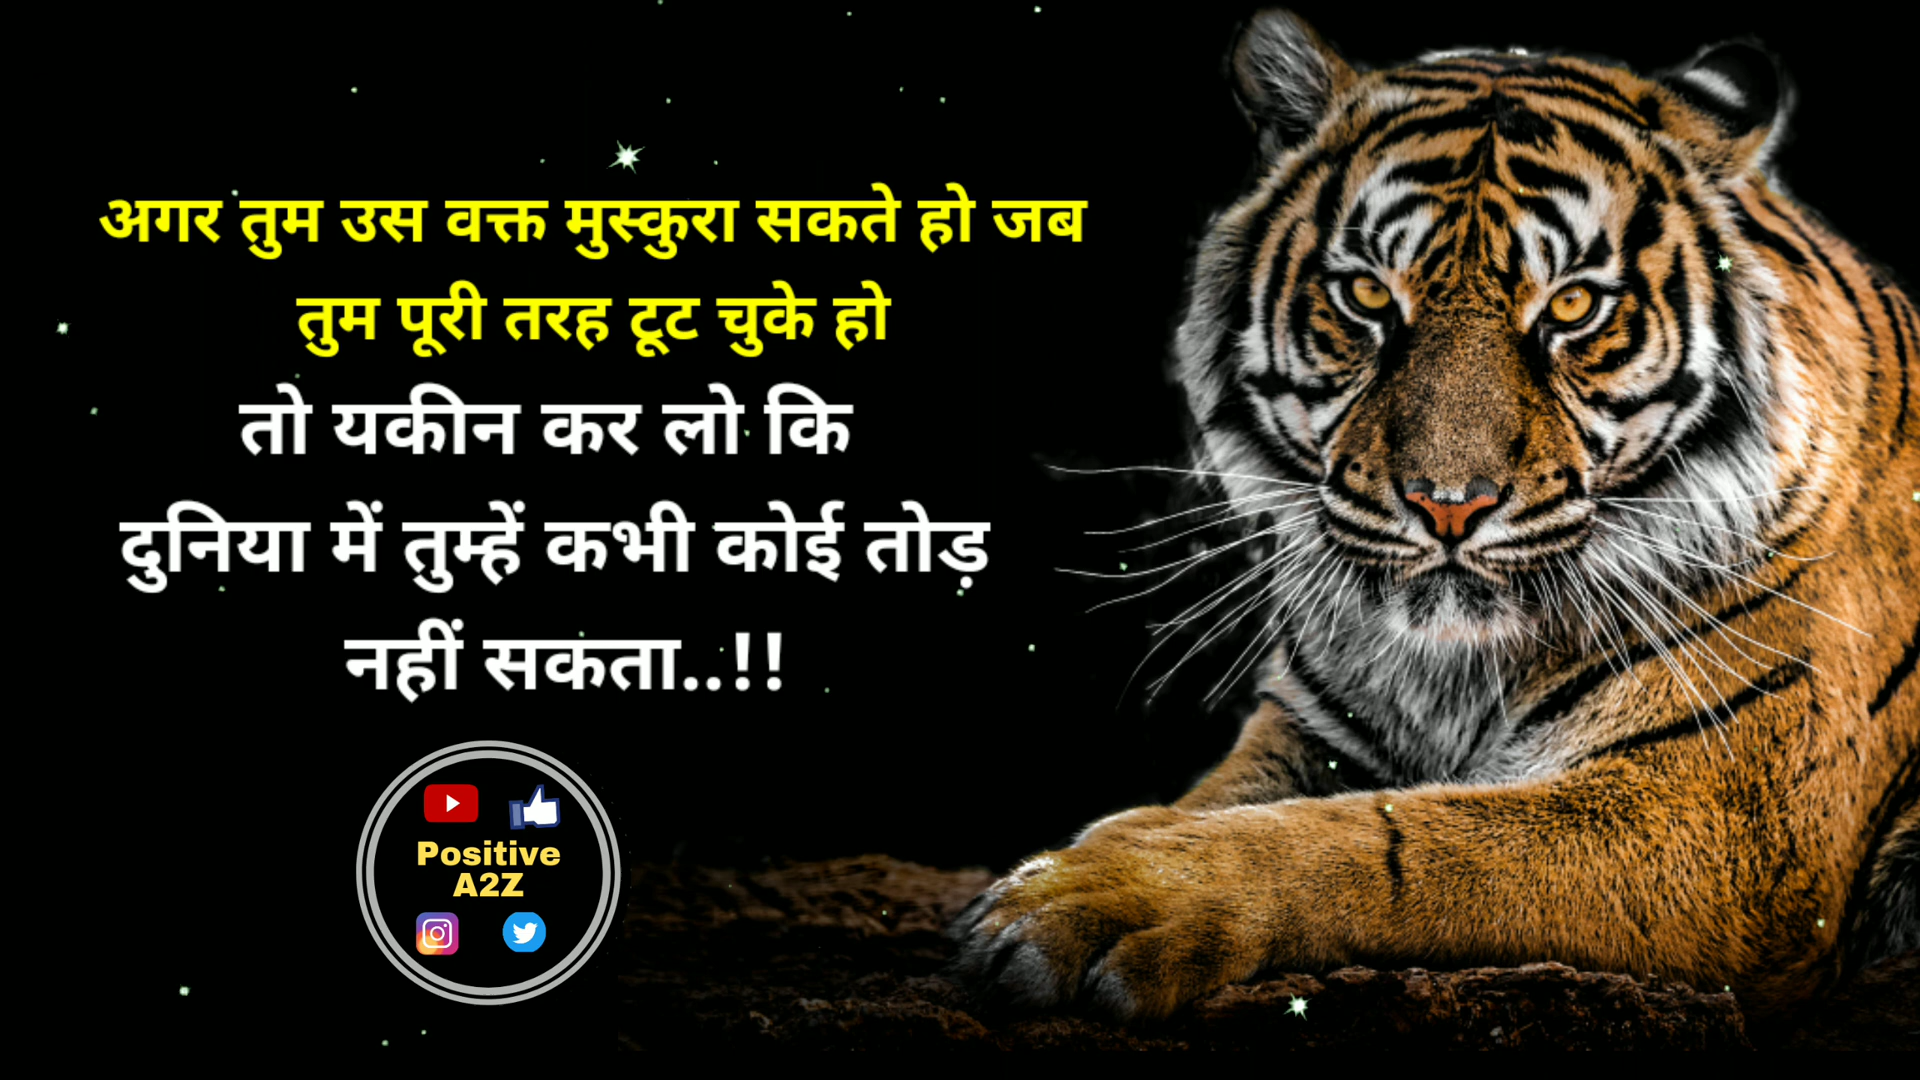 अगर तुम उस वक्त मुस्कुरा सकते हो जब
तुम पूरी तरह टूट चुके हो
तो यकीन कर लो कि
दुनिया में तुम्हें कभी कोई तोड़
नहीं सकता..!!
Positive
A2Z